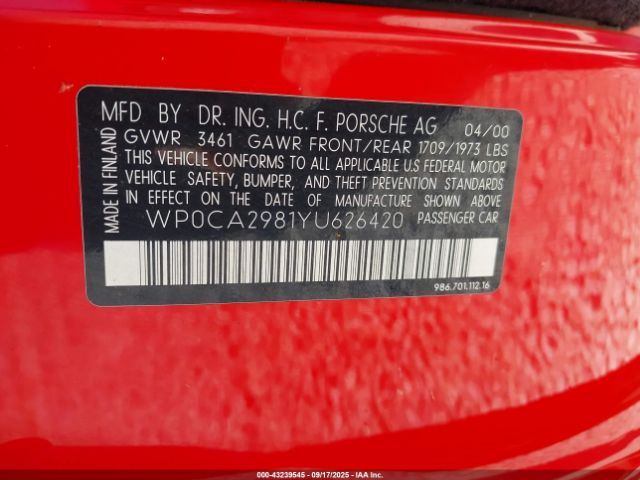 MFD BY DR. ING. H.C. F. PORSCHE AG 04/00
GVWR 3461 GAWR FRONT/REAR 1709/1973 LBS
THIS VEHICLE CONFORMS TO ALL APPLICABLE US FEDERAL MOTOR
VEHICLE SAFETY, BUMPER, AND THEFT PREVENTION STANDARDS
IN EFFECT ON THE DATE OF MANUFACTURE SHOWN ABOVE.
WP0CA2981YU626420 PASSENGER CAR
MADE IN FINLAND
986.701.112.16
000-43239545 - 09/17/2025 - IAA Inc.